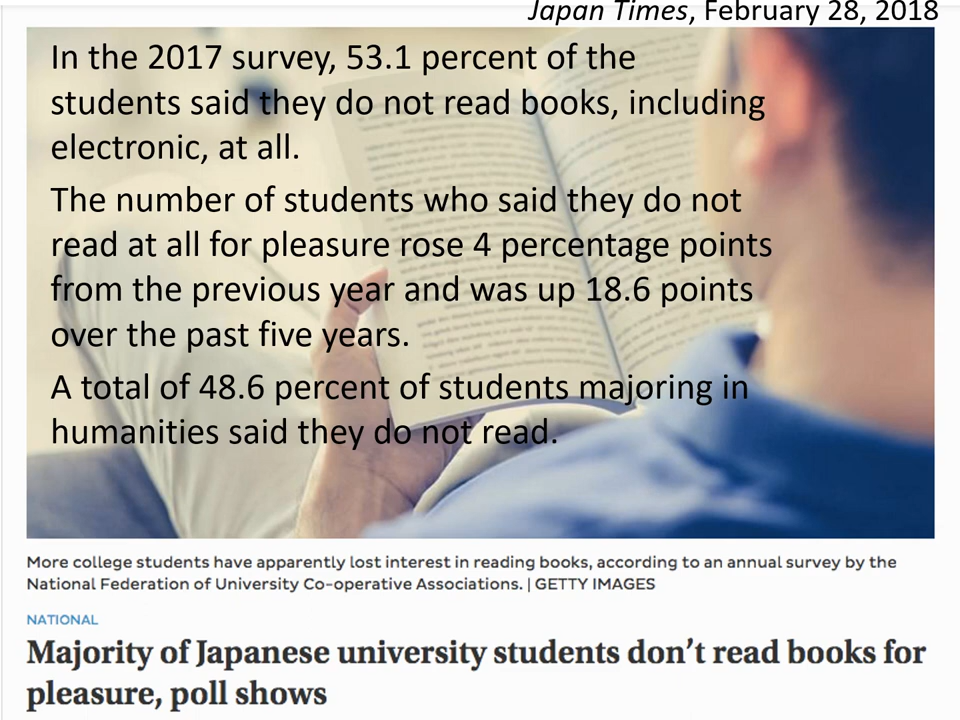 Japan Times, February 28, 2018
In the 2017 survey, 53.1 percent of the
students said they do not read books, including
electronic, at all.
The number of students who said they do not
read at all for pleasure rose 4 percentage points
from the previous year and was up 18.6 points
over the past five years.
A total of 48.6 percent of students majoring in
humanities said they do not read.
More college students have apparently lost interest in reading books, according to an annual survey by the
National Federation of University Co-operative Associations. | GETTY IMAGES
NATIONAL
Majority of Japanese university students don't read books for
pleasure, poll shows